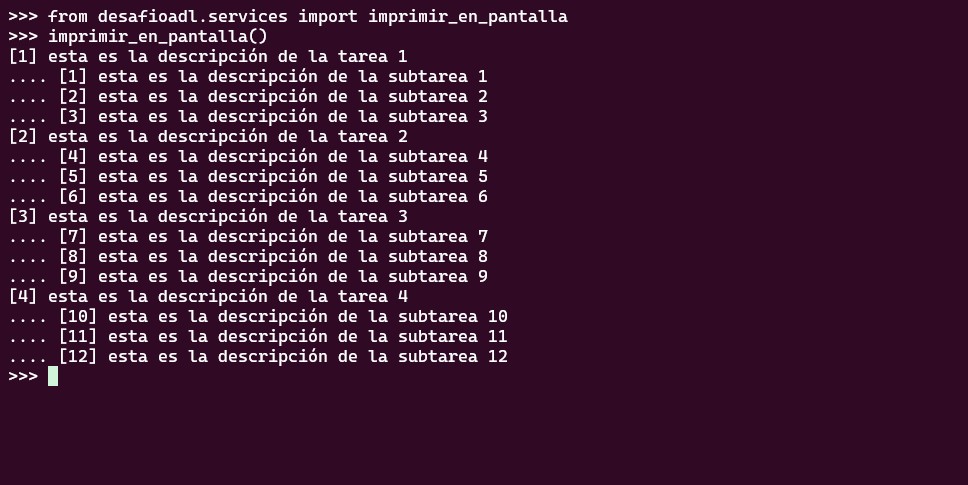 >>> from desafioadl.services import imprimir_en_pantalla
>>> imprimir_en_pantalla()
[1] esta es la descripción de la tarea 1
.... [1] esta es la descripción de la subtarea 1
.... [2] esta es la descripción de la subtarea 2
.... [3] esta es la descripción de la subtarea 3
[2] esta es la descripción de la tarea 2
.... [4] esta es la descripción de la subtarea 4
.... [5] esta es la descripción de la subtarea 5
.... [6] esta es la descripción de la subtarea 6
[3] esta es la descripción de la tarea 3
.... [7] esta es la descripción de la subtarea 7
.... [8] esta es la descripción de la subtarea 8
.... [9] esta es la descripción de la subtarea 9
[4] esta es la descripción de la tarea 4
.... [10] esta es la descripción de la subtarea 10
.... [11] esta es la descripción de la subtarea 11
.... [12] esta es la descripción de la subtarea 12
>>>